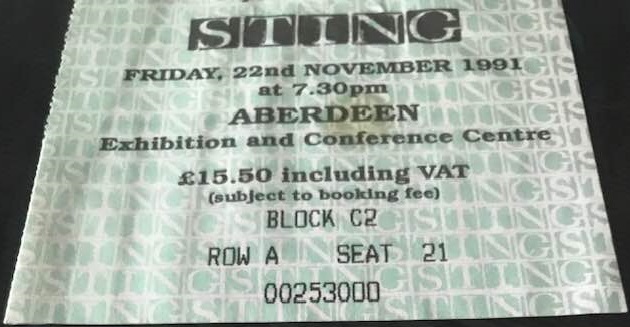 STING
FRIDAY, 22nd NOVEMBER 1991
at 7.30pm
ABERDEEN
Exhibition and Conference Centre
£15.50 including VAT
(subject to booking fee)
BLOCK C2
ROW A SEAT 21
00253000